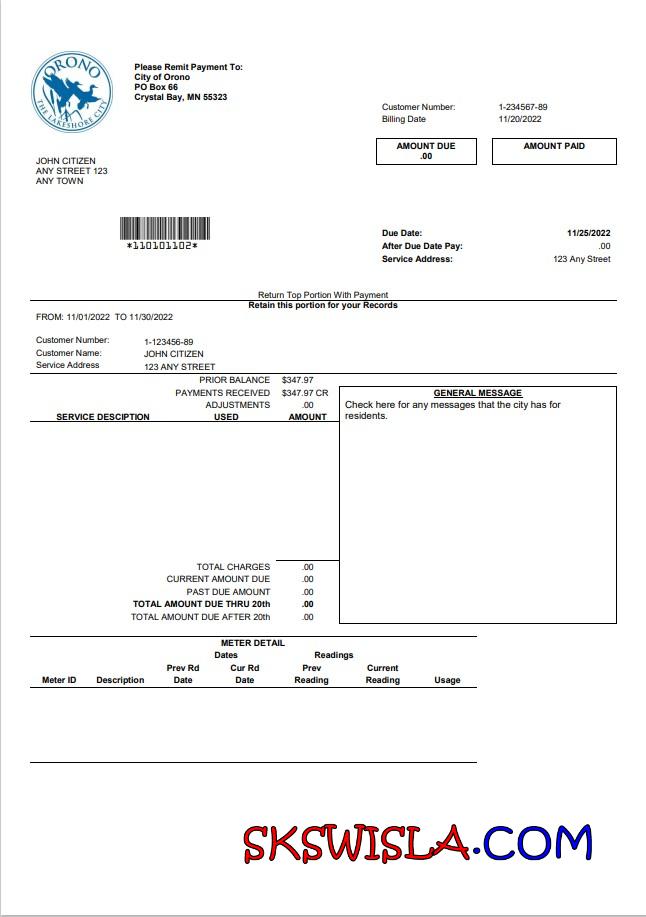 ORONO
THE LAKESHORE CITY
Please Remit Payment To:
City of Orono
PO Box 66
Crystal Bay, MN 55323
Customer Number: 1-234567-89
Billing Date 11/20/2022
AMOUNT DUE AMOUNT PAID
.00
JOHN CITIZEN
ANY STREET 123
ANY TOWN
*110101102*
Due Date: 11/25/2022
After Due Date Pay: .00
Service Address: 123 Any Street
Return Top Portion With Payment
Retain this portion for your Records
FROM: 11/01/2022 TO 11/30/2022
Customer Number: 1-123456-89
Customer Name: JOHN CITIZEN
Service Address 123 ANY STREET
PRIOR BALANCE $347.97
PAYMENTS RECEIVED $347.97 CR
ADJUSTMENTS .00
SERVICE DESCIPTION USED AMOUNT
GENERAL MESSAGE
Check here for any messages that the city has for
residents.
TOTAL CHARGES .00
CURRENT AMOUNT DUE .00
PAST DUE AMOUNT .00
TOTAL AMOUNT DUE THRU 20th .00
TOTAL AMOUNT DUE AFTER 20th .00
METER DETAIL
Dates Readings
Prev Rd Cur Rd Prev Current
Meter ID Description Date Date Reading Reading Usage
SKSWISLA.COM